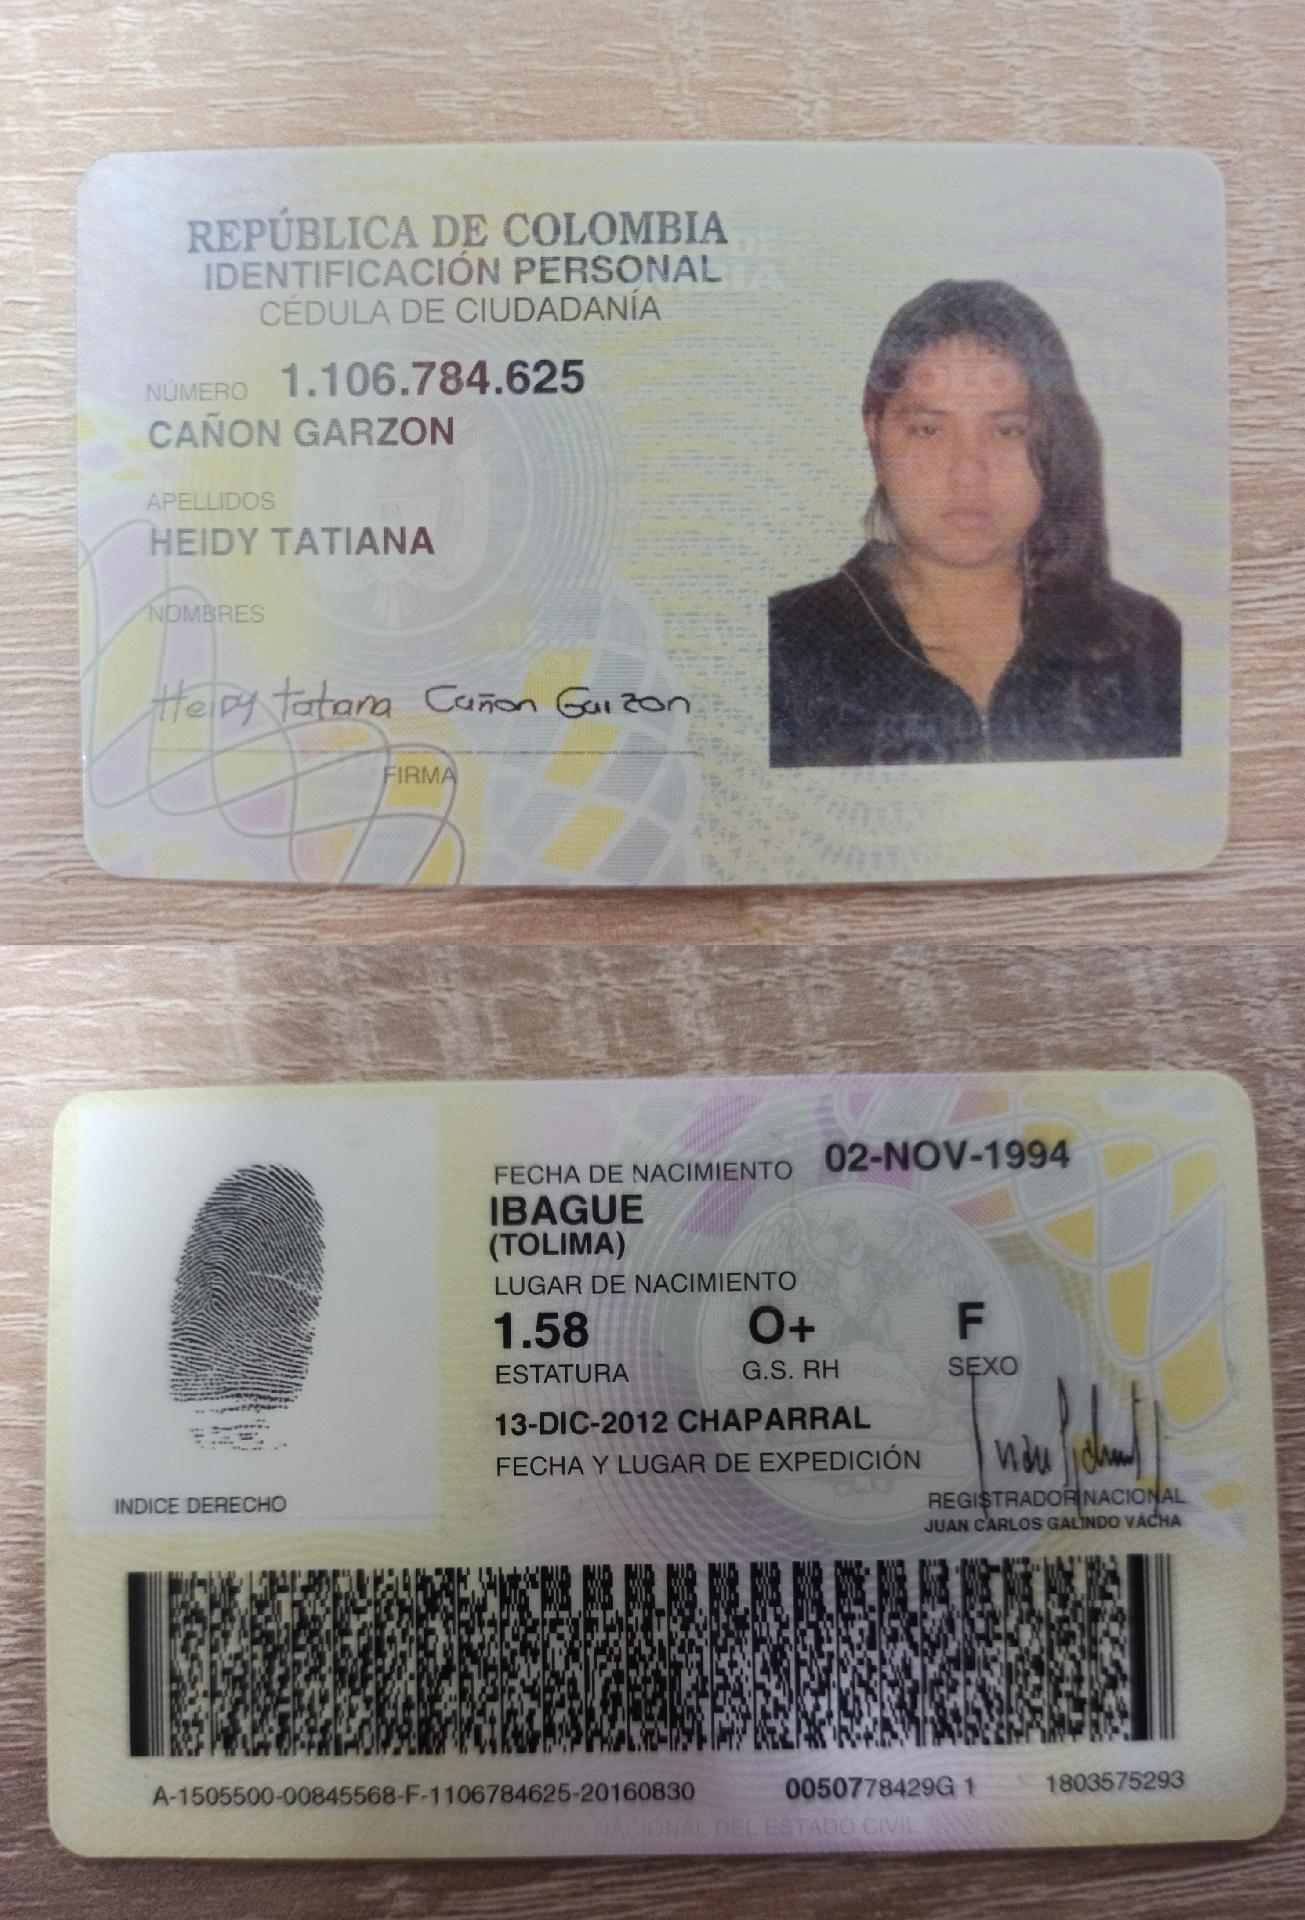 REPÚBLICA DE COLOMBIA
IDENTIFICACIÓN PERSONAL
CÉDULA DE CIUDADANÍA
NÚMERO 1.106.784.625
CAÑON GARZON
APELLIDOS
HEIDY TATIANA
NOMBRES
Heidy tatiana Cañon Garzon
FIRMA
FECHA DE NACIMIENTO 02-NOV-1994
IBAGUE
(TOLIMA)
LUGAR DE NACIMIENTO
1.58 O+ F
ESTATURA G.S. RH SEXO
13-DIC-2012 CHAPARRAL
FECHA Y LUGAR DE EXPEDICIÓN
REGISTRADOR NACIONAL
JUAN CARLOS GALINDO VÁCHA
INDICE DERECHO
A-1505500-00845568-F-1106784625-20160830 0050778429G 1 1803575293
NACIONAL DEL ESTADO CIVIL